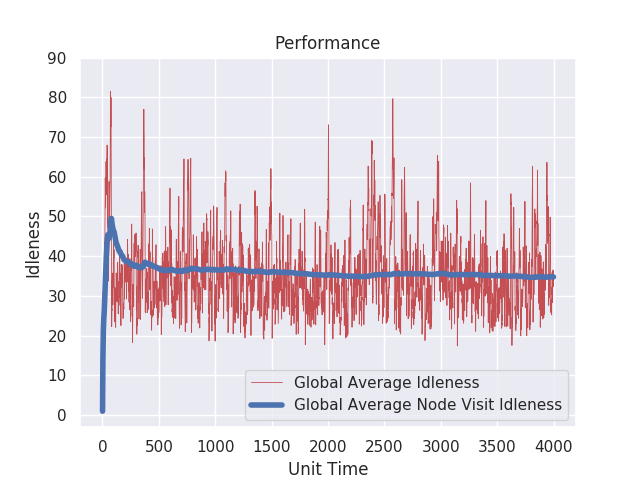 Performance
90
80
70
60
50
40
30
20
10
0
Idleness
Global Average Idleness
Global Average Node Visit Idleness
0 500 1000 1500 2000 2500 3000 3500 4000
Unit Time